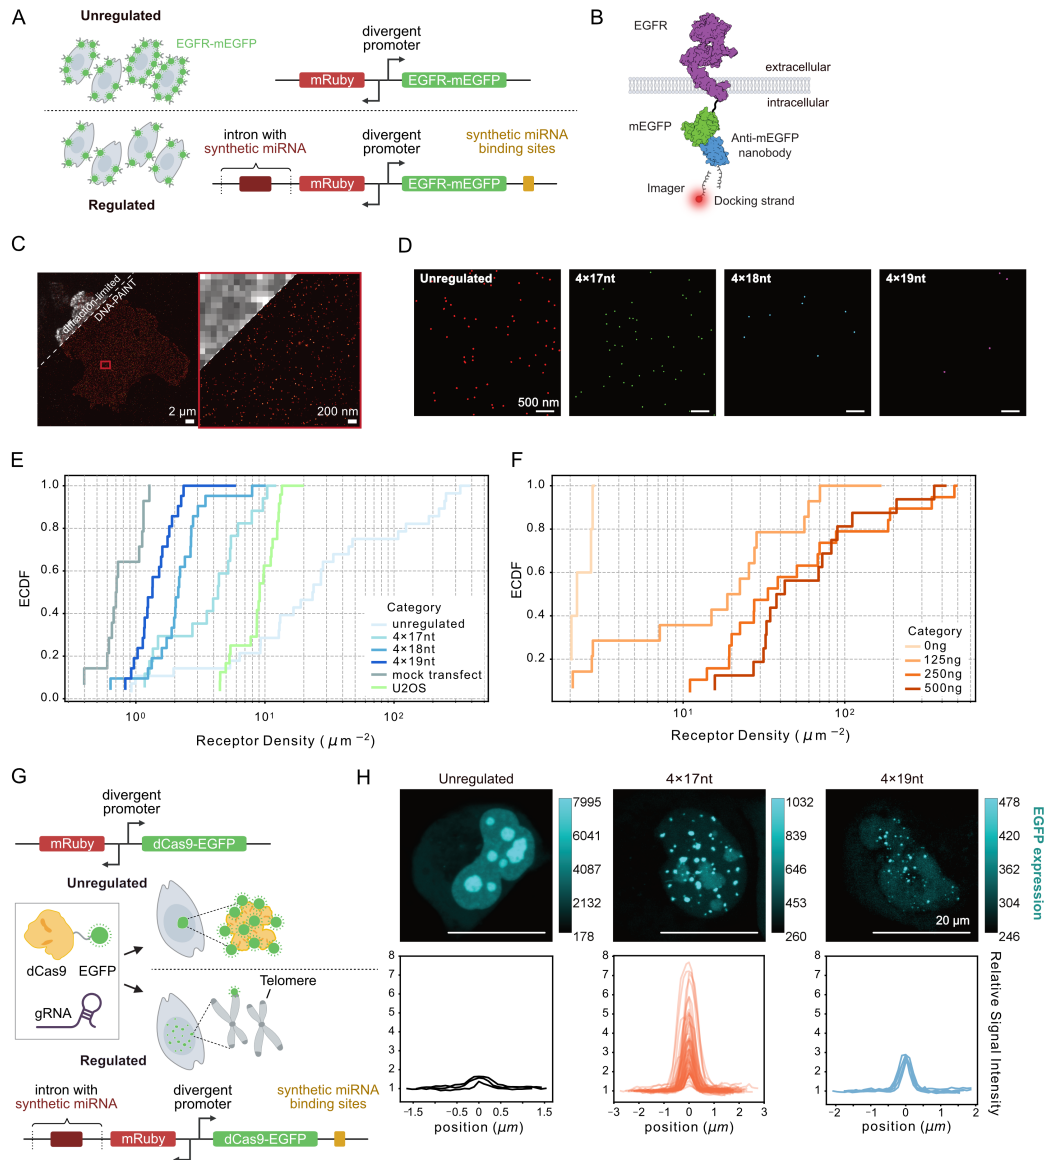 A
Unregulated
EGFR-mEGFP
divergent
promoter
mRuby
EGFR-mEGFP
intron with
synthetic miRNA
divergent
promoter
synthetic miRNA
binding sites
mRuby
EGFR-mEGFP
Regulated
B
EGFR
extracellular
intracellular
mEGFP
Anti-mEGFP
nanobody
Imager
Docking strand
C
diffraction-limited
DNA-PAINT
2 μm
200 nm
D
Unregulated
4×17nt
4×18nt
4×19nt
500 nm
E
1.0
0.8
0.6
0.4
0.2
0.0
ECDF
Category
unregulated
4×17nt
4×18nt
4×19nt
mock transfect
U2OS
10⁰
10¹
10²
Receptor Density ( μm⁻²)
F
1.0
0.8
0.6
0.4
0.2
ECDF
Category
0ng
125ng
250ng
500ng
10¹
10²
Receptor Density ( μm⁻²)
G
divergent
promoter
mRuby
dCas9-EGFP
Unregulated
dCas9 EGFP
gRNA
Telomere
Regulated
intron with
synthetic miRNA
divergent
promoter
synthetic miRNA
binding sites
mRuby
dCas9-EGFP
H
Unregulated
4×17nt
4×19nt
7995
6041
4087
2132
178
1032
839
646
453
260
478
420
362
304
246
20 μm
EGFP expression
8
7
6
5
4
3
2
1
−1.5 −0.5 0 0.5 1.5
position (μm)
8
7
6
5
4
3
2
1
−3 −2 −1 0 1 2 3
position (μm)
8
7
6
5
4
3
2
1
−2 −1 0 1 2
position (μm)
Relative Signal Intensity